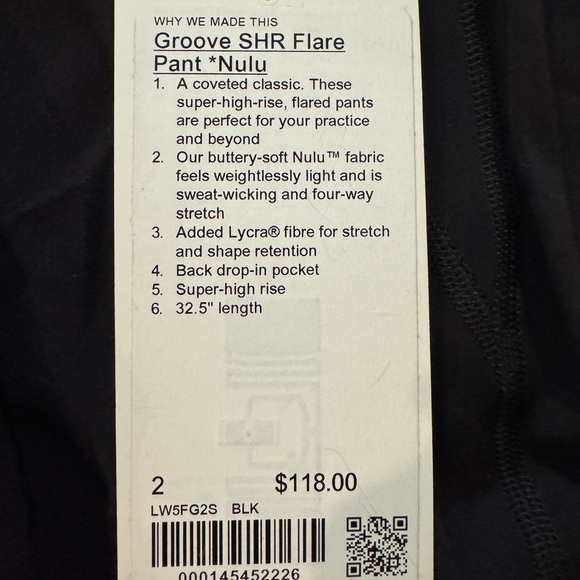 WHY WE MADE THIS
Groove SHR Flare
Pant *Nulu
1. A coveted classic. These
super-high-rise, flared pants
are perfect for your practice
and beyond
2. Our buttery-soft Nulu™ fabric
feels weightlessly light and is
sweat-wicking and four-way
stretch
3. Added Lycra® fibre for stretch
and shape retention
4. Back drop-in pocket
5. Super-high rise
6. 32.5" length
2 $118.00
LW5FG2S BLK
000145452226